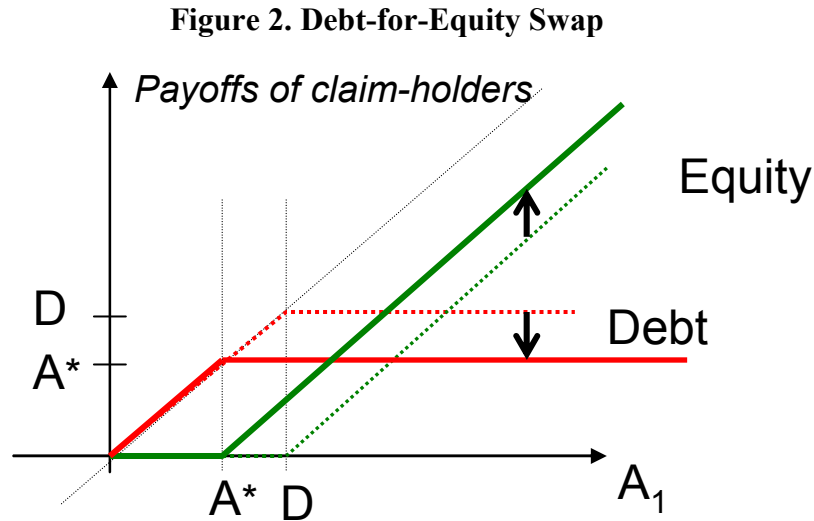 Figure 2. Debt-for-Equity Swap
Payoffs of claim-holders
Equity
D
Debt
A*
A* D A₁